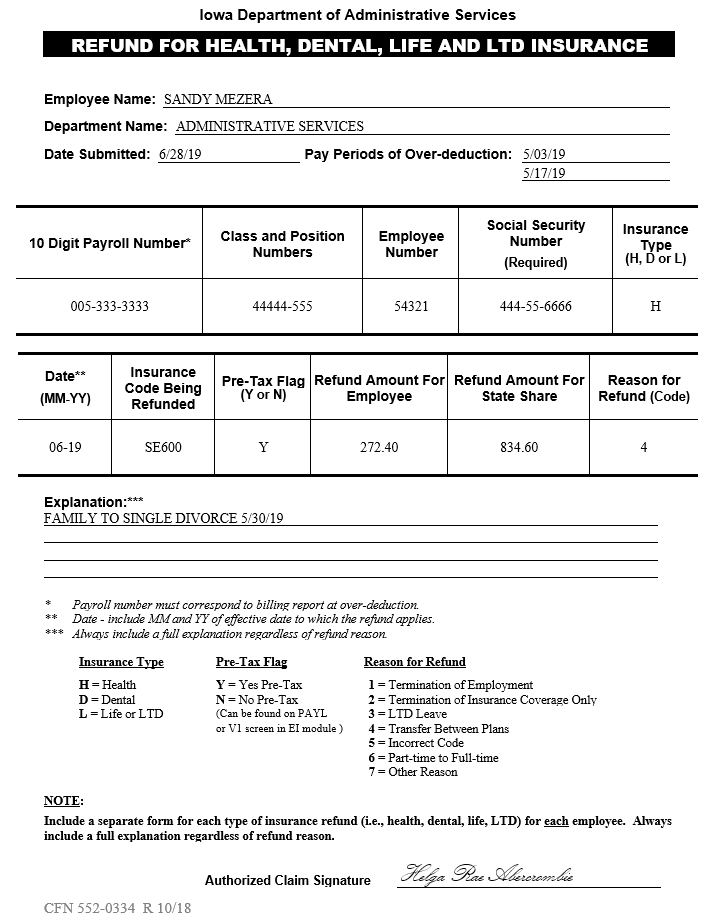 Iowa Department of Administrative Services
REFUND FOR HEALTH, DENTAL, LIFE AND LTD INSURANCE
Employee Name: SANDY MEZERA
Department Name: ADMINISTRATIVE SERVICES
Date Submitted: 6/28/19 Pay Periods of Over-deduction: 5/03/19
5/17/19
10 Digit Payroll Number* Class and Position Numbers Employee Number Social Security Number (Required) Insurance Type (H, D or L)
005-333-3333 44444-555 54321 444-55-6666 H
Date** (MM-YY) Insurance Code Being Refunded Pre-Tax Flag (Y or N) Refund Amount For Employee Refund Amount For State Share Reason for Refund (Code)
06-19 SE600 Y 272.40 834.60 4
Explanation:***
FAMILY TO SINGLE DIVORCE 5/30/19
* Payroll number must correspond to billing report at over-deduction.
** Date - include MM and YY of effective date to which the refund applies.
*** Always include a full explanation regardless of refund reason.
Insurance Type Pre-Tax Flag Reason for Refund
H = Health Y = Yes Pre-Tax 1 = Termination of Employment
D = Dental N = No Pre-Tax 2 = Termination of Insurance Coverage Only
L = Life or LTD (Can be found on PAYL 3 = LTD Leave
or V1 screen in EI module ) 4 = Transfer Between Plans
5 = Incorrect Code
6 = Part-time to Full-time
7 = Other Reason
NOTE:
Include a separate form for each type of insurance refund (i.e., health, dental, life, LTD) for each employee. Always
include a full explanation regardless of refund reason.
Authorized Claim Signature Helga Rae Abercrombie
CFN 552-0334 R 10/18